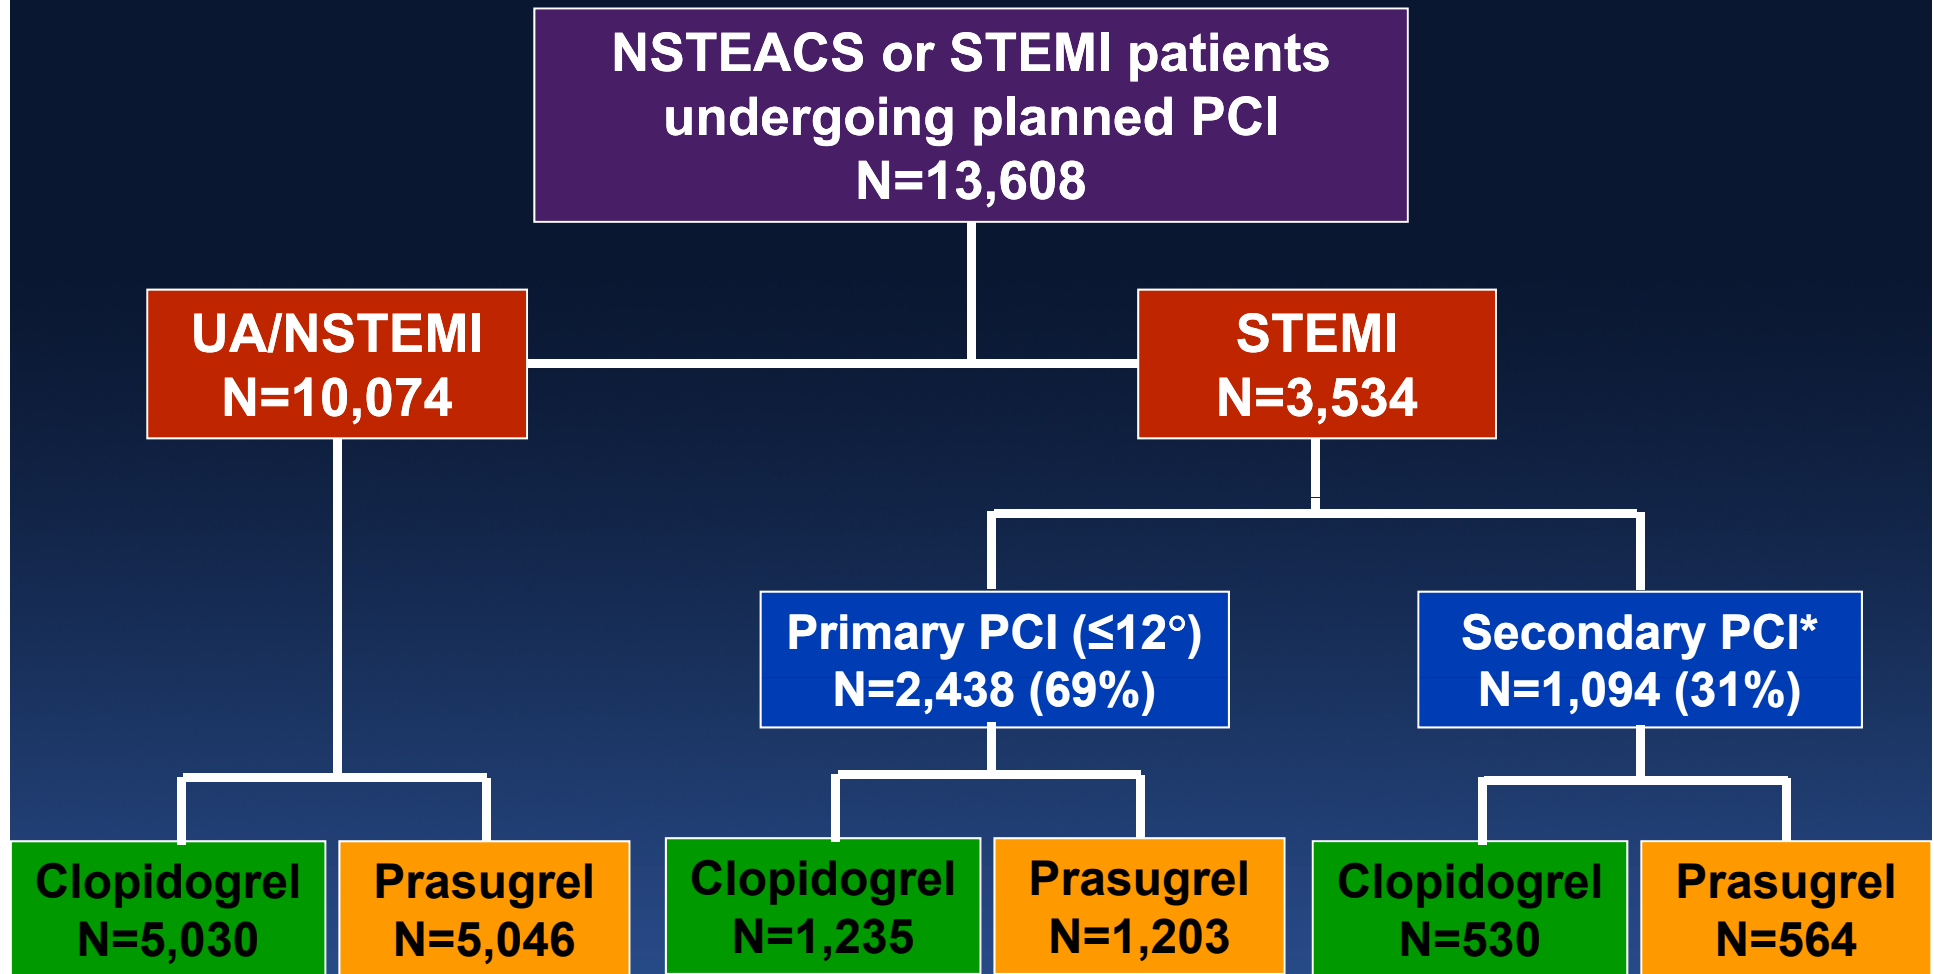 NSTEACS or STEMI patients
undergoing planned PCI
N=13,608
UA/NSTEMI
N=10,074
STEMI
N=3,534
Primary PCI (≤12°)
N=2,438 (69%)
Secondary PCI*
N=1,094 (31%)
Clopidogrel
N=5,030
Prasugrel
N=5,046
Clopidogrel
N=1,235
Prasugrel
N=1,203
Clopidogrel
N=530
Prasugrel
N=564